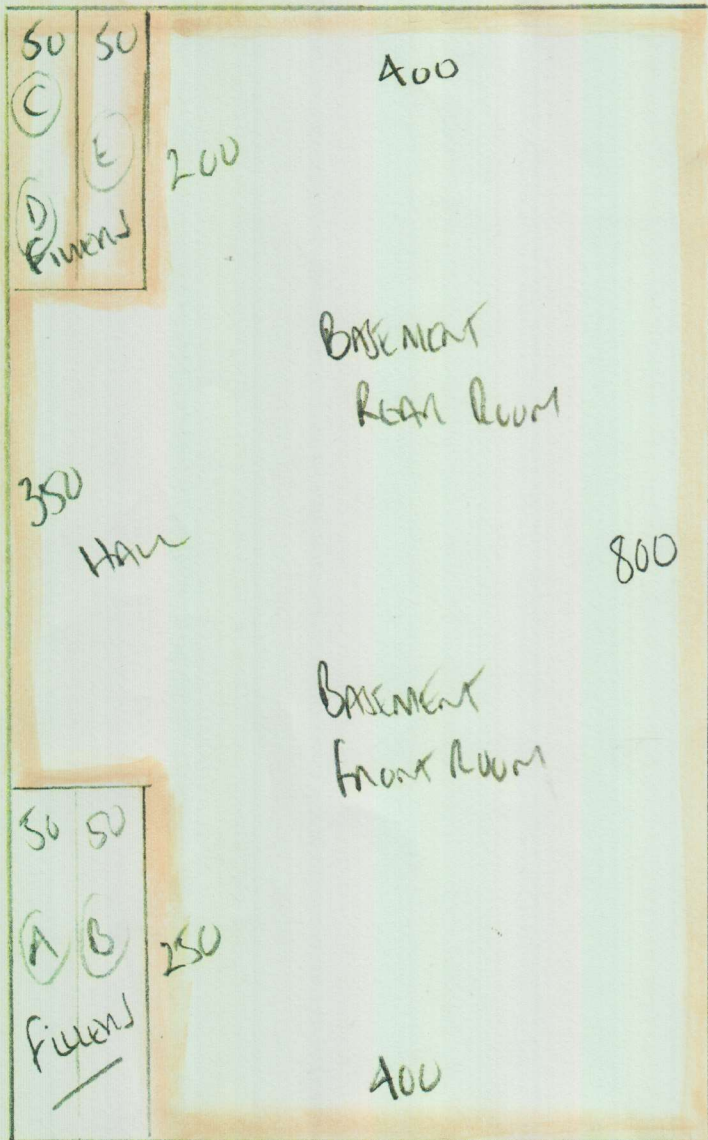 50 50
400
C
E
200
D
FILLERS
BASEMENT
REAR ROOM
350
HALL
800
BASEMENT
FRONT ROOM
50 50
A B
250
FILLERS
400